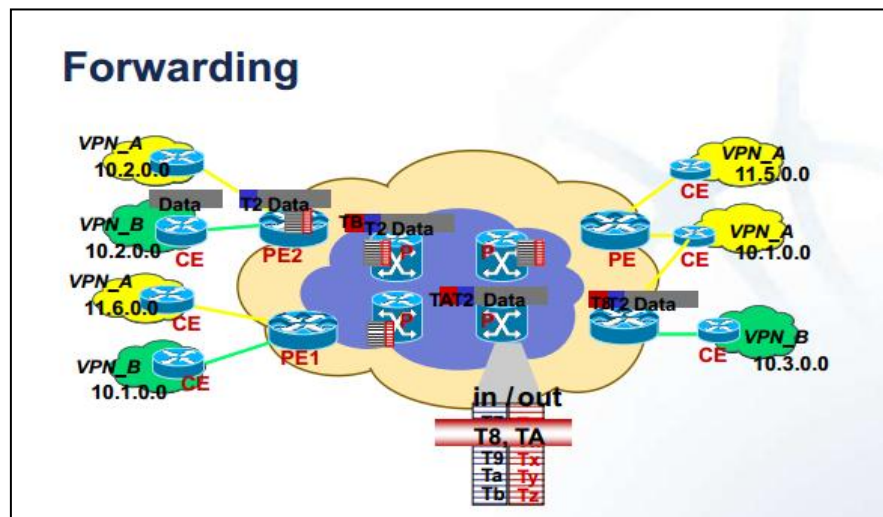 Forwarding
VPN_A
10.2.0.0
Data
T2 Data
VPN_B
10.2.0.0
CE
PE2
TB
T2 Data
P
P
VPN_A
11.6.0.0
CE
VPN_B
10.1.0.0
CE
PE1
P
TA T2 Data
P
T8 T2 Data
PE
CE
VPN_A
11.5.0.0
CE
VPN_A
10.1.0.0
CE
VPN_B
10.3.0.0
in / out
T8, TA
T9 Tx
Ta Ty
Tb Tz